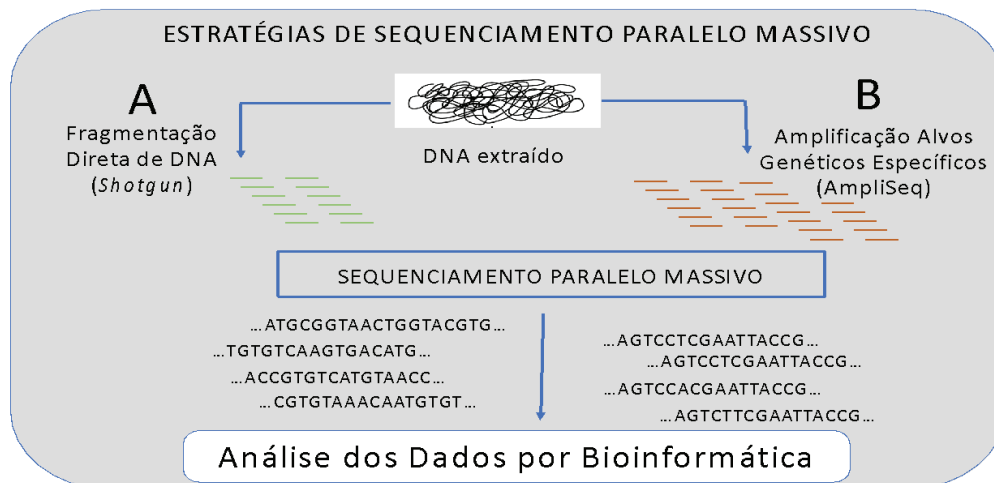 ESTRATÉGIAS DE SEQUENCIAMENTO PARALELO MASSIVO
A
Fragmentação
Direta de DNA
(Shotgun)
DNA extraído
B
Amplificação Alvos
Genéticos Específicos
(AmpliSeq)
SEQUENCIAMENTO PARALELO MASSIVO
...ATGCGGTAACTGGTACGTG...
...TGTGTCAAGTGACATG...
...ACCGTGTCATGTAACC...
...CGTGTAAACAATGTGT...
...AGTCCTCGAATTACCG...
...AGTCCTCGAATTACCG...
...AGTCCACGAATTACCG...
...AGTCTTCGAATTACCG...
Análise dos Dados por Bioinformática